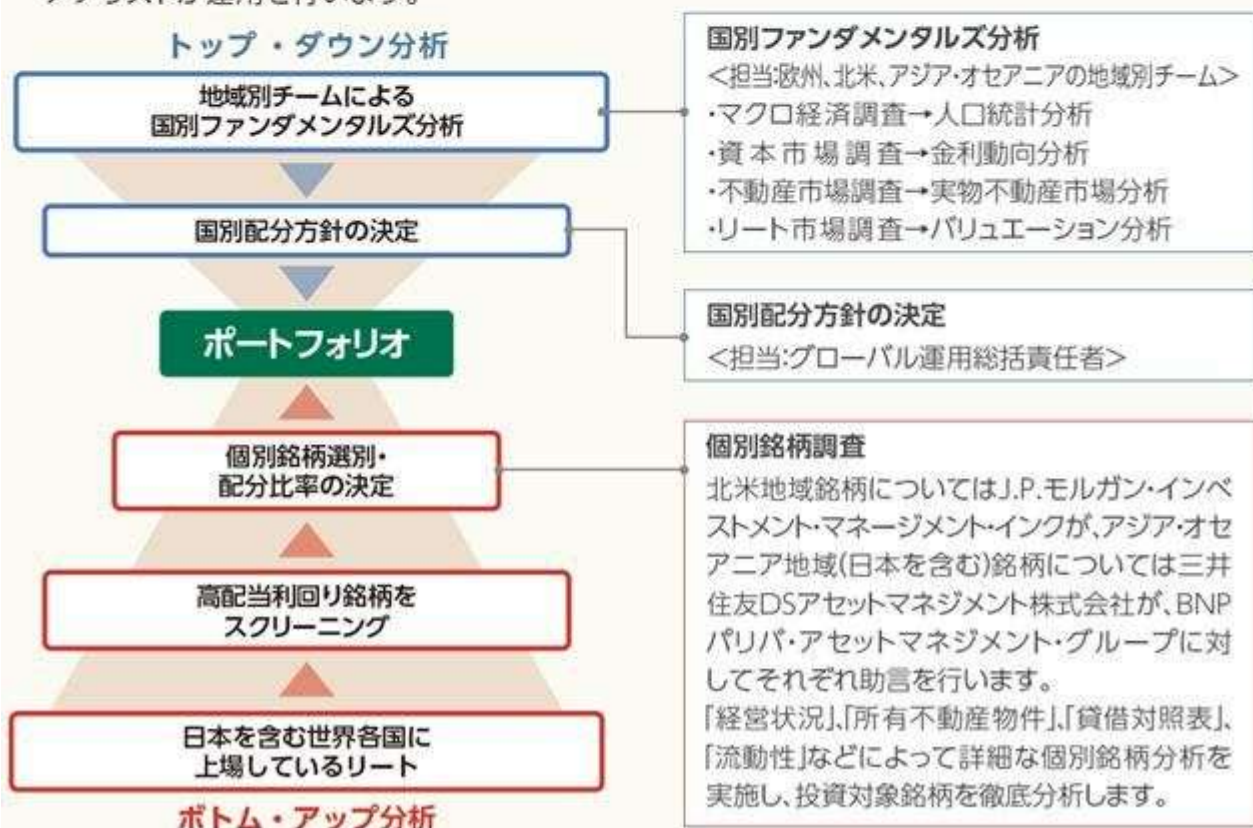 トップ・ダウン分析
地域別チームによる
国別ファンダメンタルズ分析
国別配分方針の決定
ポートフォリオ
個別銘柄選別・
配分比率の決定
高配当利回り銘柄を
スクリーニング
日本を含む世界各国に
上場しているリート
ボトム・アップ分析
国別ファンダメンタルズ分析
<担当:欧州、北米、アジア・オセアニアの地域別チーム>
・マクロ経済調査→人口統計分析
・資本市場調査→金利動向分析
・不動産市場調査→実物不動産市場分析
・リート市場調査→バリュエーション分析
国別配分方針の決定
<担当:グローバル運用総括責任者>
個別銘柄調査
北米地域銘柄についてはJ.P.モルガン・インベ
ストメント・マネージメント・インクが、アジア・オセ
アニア地域(日本を含む)銘柄については三井
住友DSアセットマネジメント株式会社が、BNP
パリバ・アセットマネジメント・グループに対
してそれぞれ助言を行います。
「経営状況」、「所有不動産物件」、「貸借対照表」、
「流動性」などによって詳細な個別銘柄分析を
実施し、投資対象銘柄を徹底分析します。